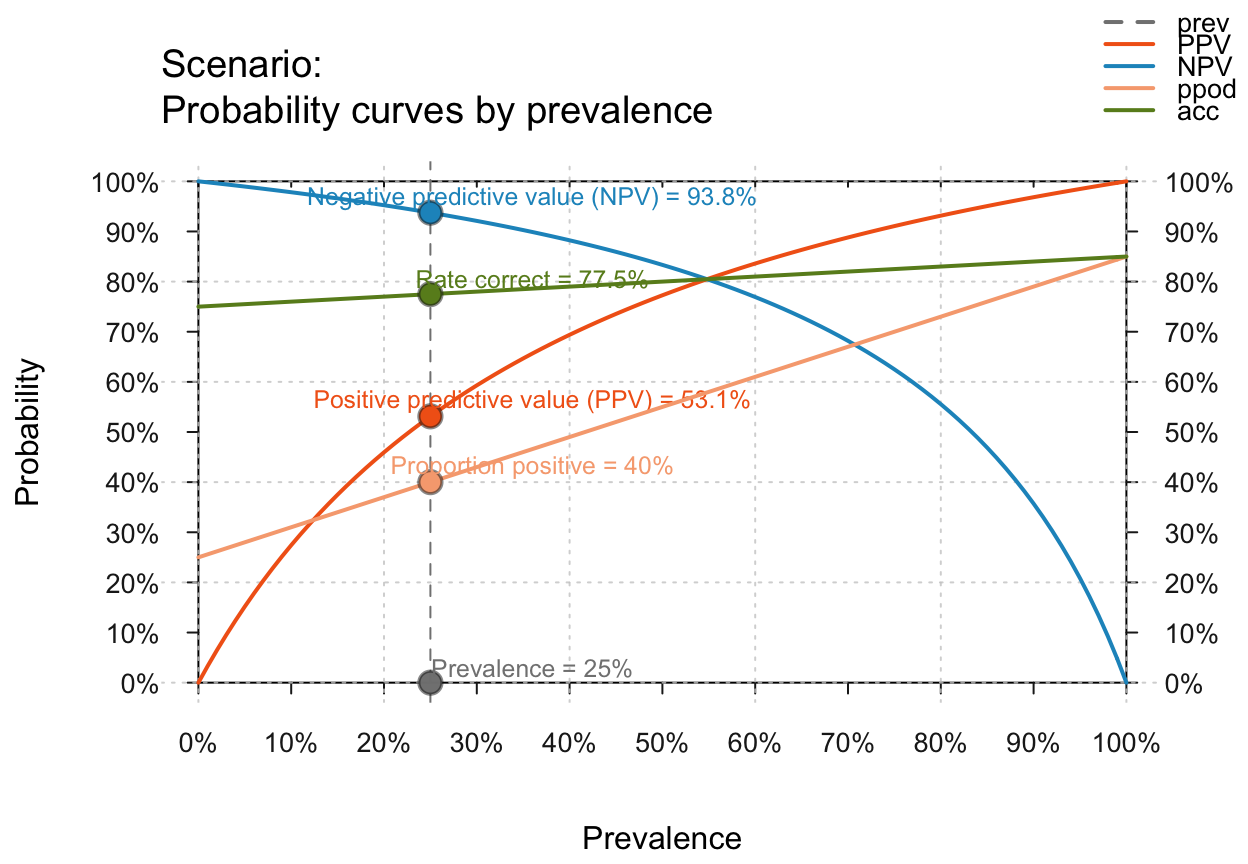 prev
PPV
NPV
ppod
acc
Scenario:
Probability curves by prevalence
Probability
100%
90%
80%
70%
60%
50%
40%
30%
20%
10%
0%
Negative predictive value (NPV) = 93.8%
Rate correct = 77.5%
Positive predictive value (PPV) = 53.1%
Proportion positive = 40%
Prevalence = 25%
100%
90%
80%
70%
60%
50%
40%
30%
20%
10%
0%
0% 10% 20% 30% 40% 50% 60% 70% 80% 90% 100%
Prevalence